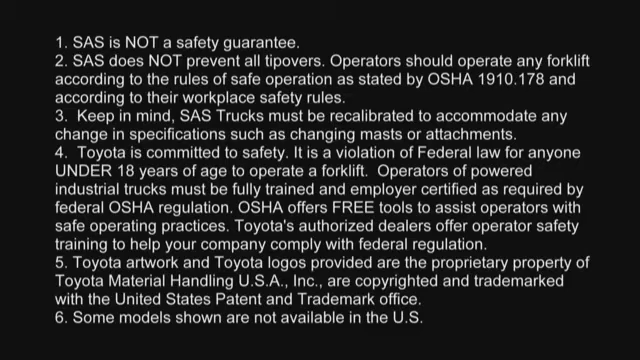 1. SAS is NOT a safety guarantee.
2. SAS does NOT prevent all tipovers. Operators should operate any forklift
according to the rules of safe operation as stated by OSHA 1910.178 and
according to their workplace safety rules.
3.  Keep in mind, SAS Trucks must be recalibrated to accommodate any
change in specifications such as changing masts or attachments.
4.  Toyota is committed to safety. It is a violation of Federal law for anyone
UNDER 18 years of age to operate a forklift.  Operators of powered
industrial trucks must be fully trained and employer certified as required by
federal OSHA regulation. OSHA offers FREE tools to assist operators with
safe operating practices. Toyota's authorized dealers offer operator safety
training to help your company comply with federal regulation.
5. Toyota artwork and Toyota logos provided are the proprietary property of
Toyota Material Handling U.S.A., Inc., are copyrighted and trademarked
with the United States Patent and Trademark office.
6. Some models shown are not available in the U.S.